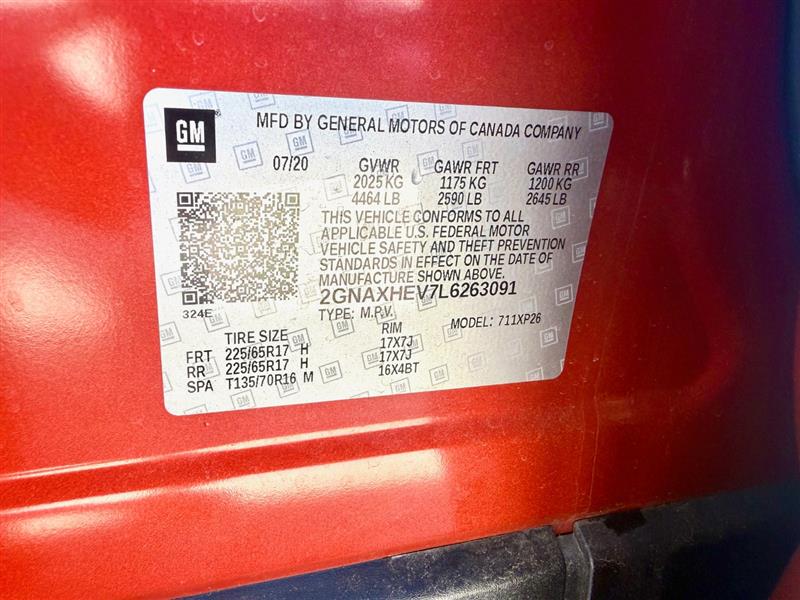 GM
MFD BY GENERAL MOTORS OF CANADA COMPANY
07/20 GVWR GAWR FRT GAWR RR
2025 KG 1175 KG 1200 KG
4464 LB 2590 LB 2645 LB
THIS VEHICLE CONFORMS TO ALL
APPLICABLE U.S. FEDERAL MOTOR
VEHICLE SAFETY AND THEFT PREVENTION
STANDARDS IN EFFECT ON THE DATE OF
MANUFACTURE SHOWN ABOVE.
2GNAXHEV7L6263091
324E
TYPE: M.P.V. MODEL: 711XP26
TIRE SIZE RIM
FRT 225/65R17 H 17X7J
RR 225/65R17 H 17X7J
SPA T135/70R16 M 16X4BT